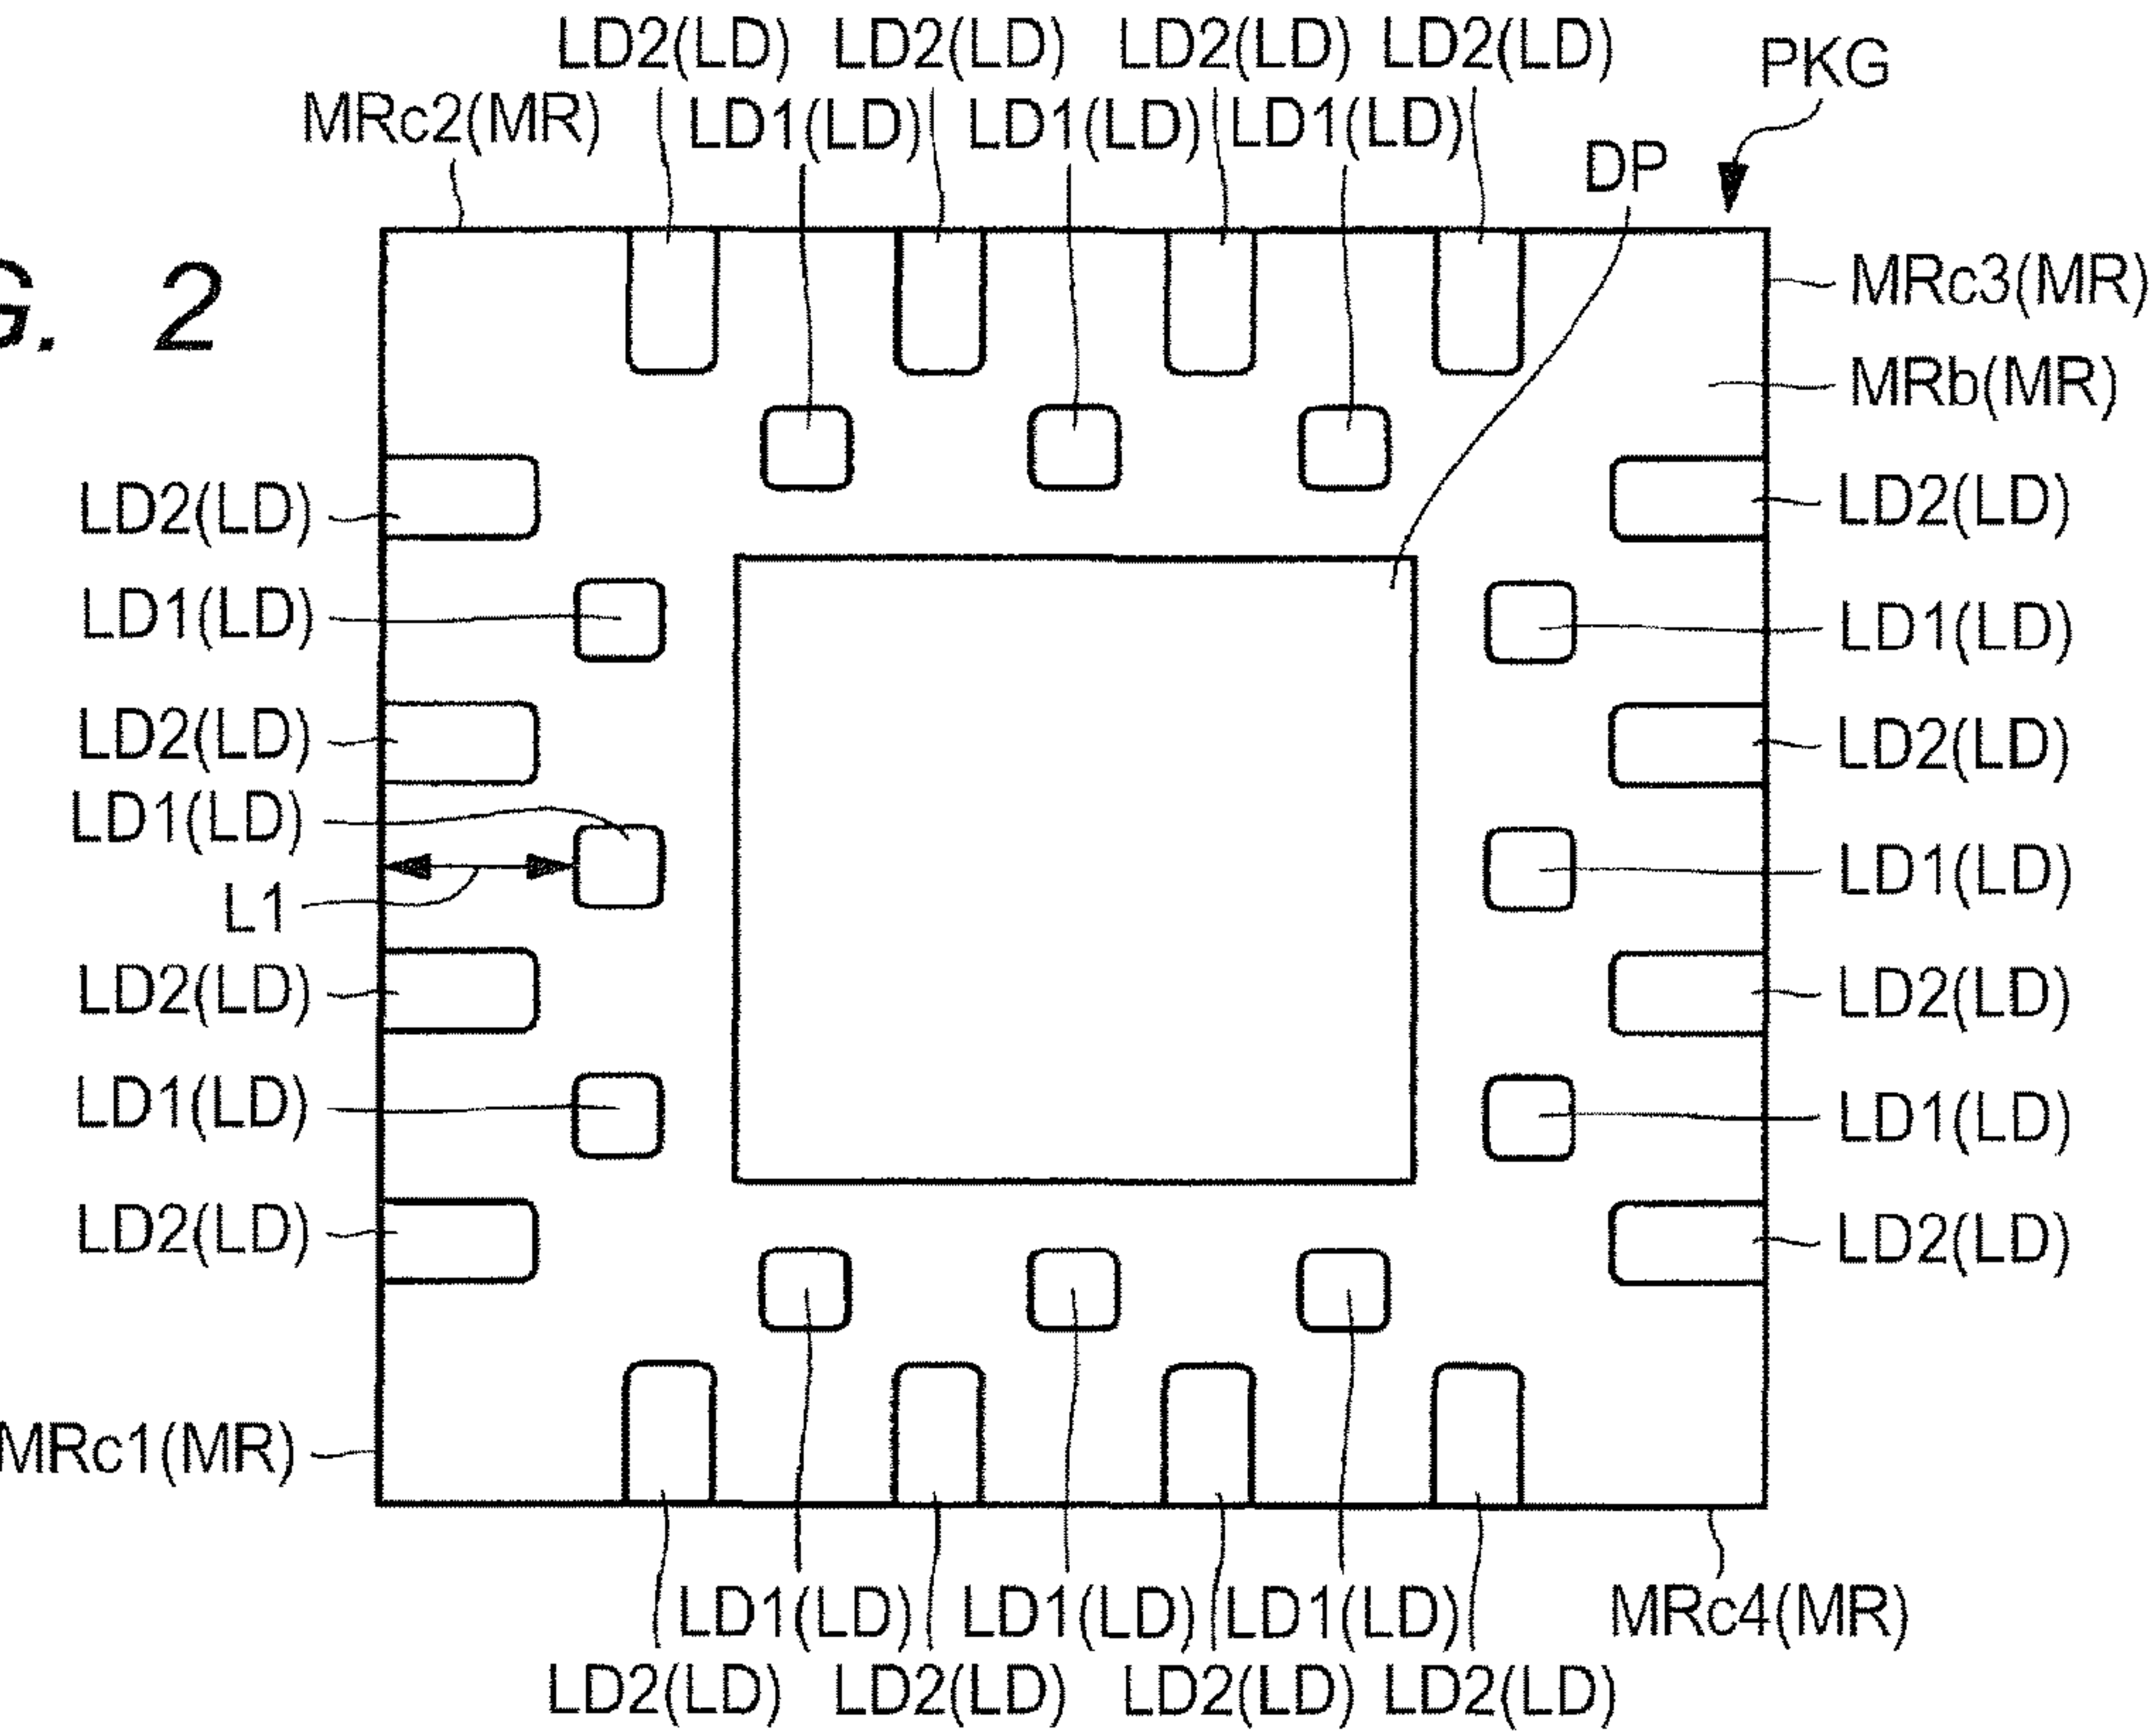 LD2(LD) LD2(LD) LD2(LD) LD2(LD)
PKG
MRc2(MR) LD1(LD) LD1(LD) LD1(LD)
DP
G. 2
MRc3(MR)
MRb(MR)
LD2(LD) LD2(LD)
LD1(LD) LD1(LD)
LD2(LD) LD2(LD)
LD1(LD) LD1(LD)
L1
LD2(LD) LD2(LD)
LD1(LD) LD1(LD)
LD2(LD) LD2(LD)
MRc1(MR)
LD1(LD) LD1(LD) LD1(LD) MRc4(MR)
LD2(LD) LD2(LD) LD2(LD) LD2(LD)